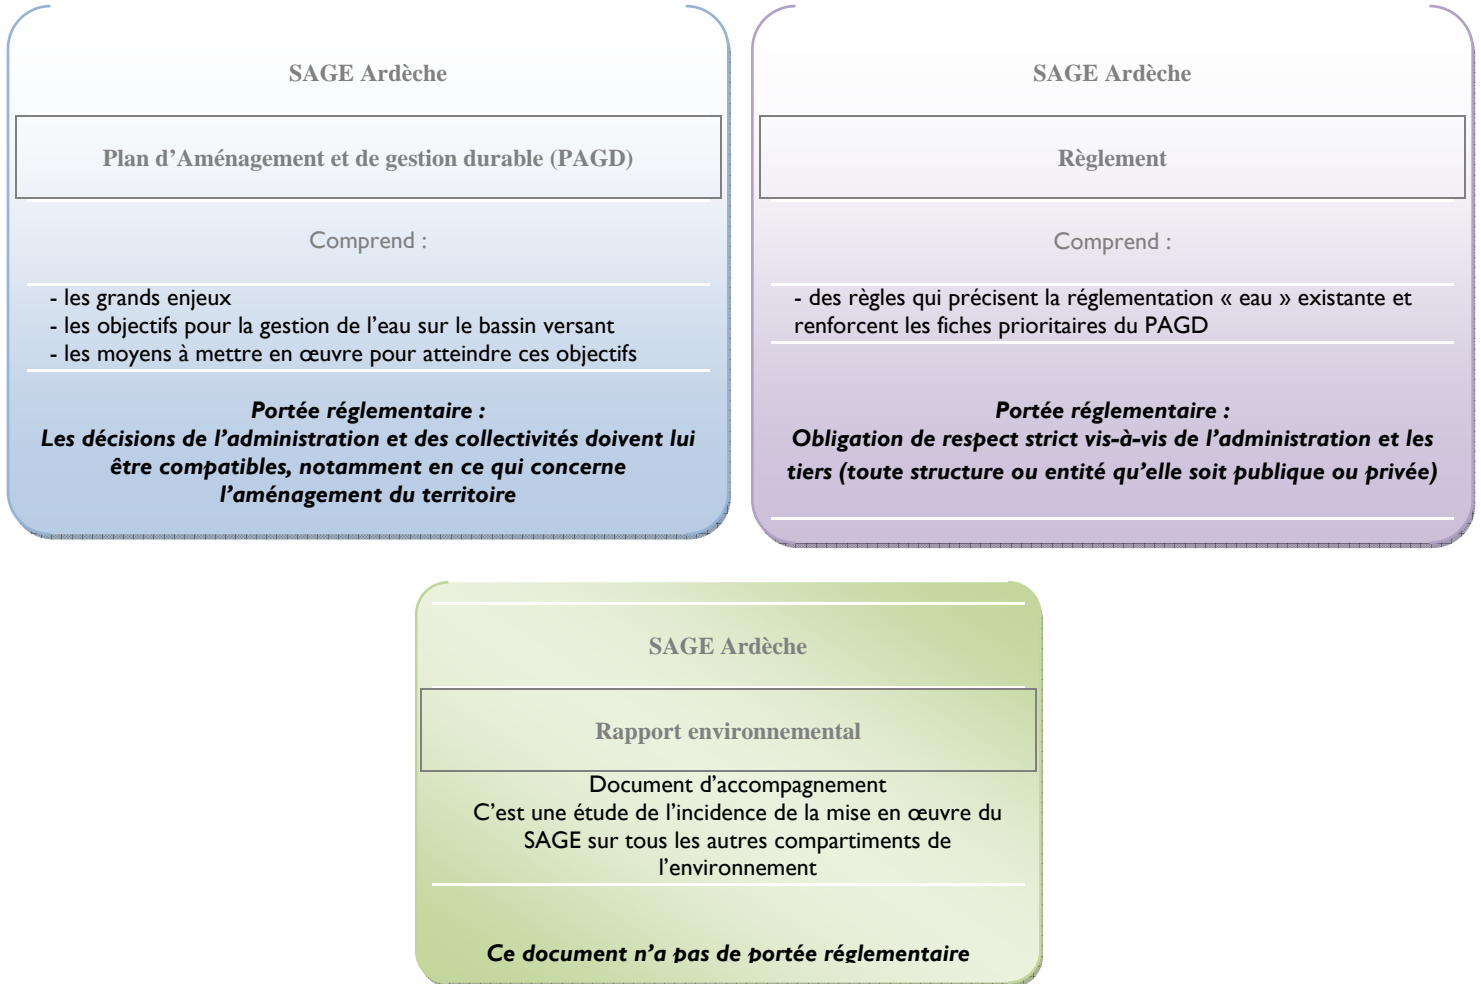 SAGE Ardèche
Plan d’Aménagement et de gestion durable (PAGD)
Comprend :
- les grands enjeux
- les objectifs pour la gestion de l’eau sur le bassin versant
- les moyens à mettre en œuvre pour atteindre ces objectifs
Portée réglementaire :
Les décisions de l’administration et des collectivités doivent lui
être compatibles, notamment en ce qui concerne
l’aménagement du territoire
SAGE Ardèche
Règlement
Comprend :
- des règles qui précisent la réglementation « eau » existante et
renforcent les fiches prioritaires du PAGD
Portée réglementaire :
Obligation de respect strict vis-à-vis de l’administration et les
tiers (toute structure ou entité qu’elle soit publique ou privée)
SAGE Ardèche
Rapport environnemental
Document d’accompagnement
C’est une étude de l’incidence de la mise en œuvre du
SAGE sur tous les autres compartiments de
l’environnement
Ce document n’a pas de portée réglementaire